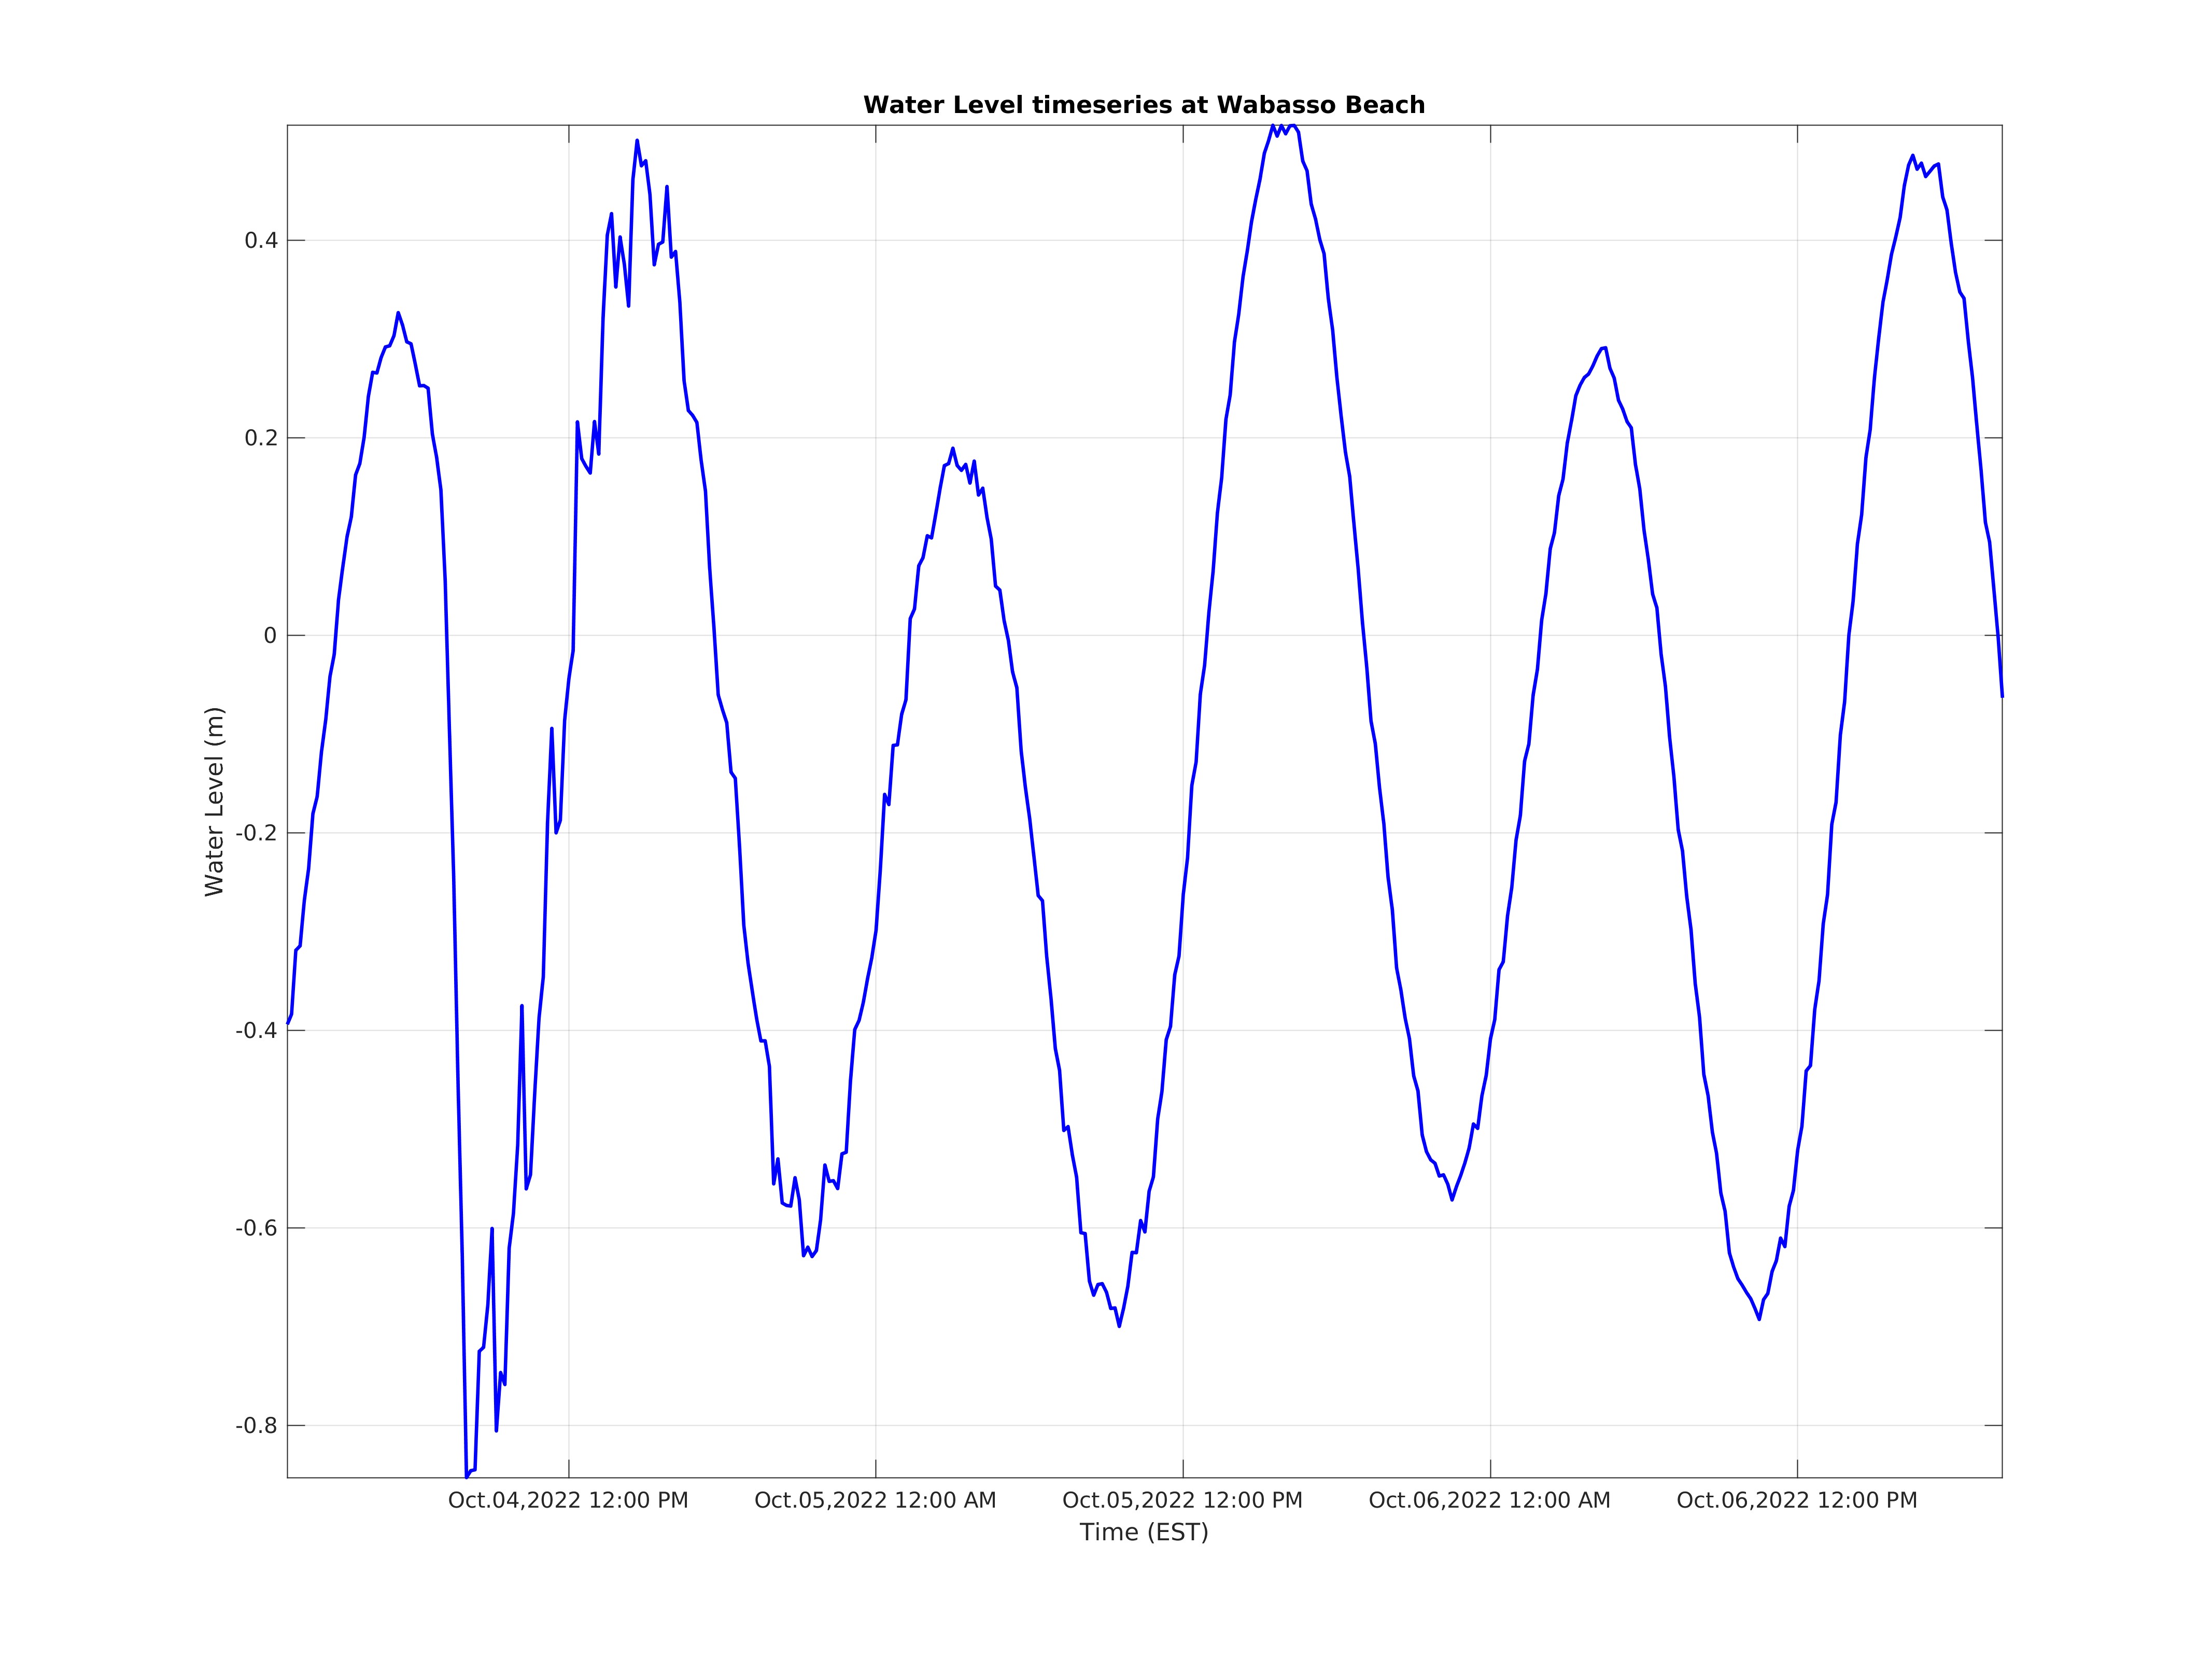 Water Level timeseries at Wabasso Beach
0.4
0.2
0
-0.2
-0.4
-0.6
-0.8
Water Level (m)
Oct.04,2022 12:00 PM Oct.05,2022 12:00 AM Oct.05,2022 12:00 PM Oct.06,2022 12:00 AM Oct.06,2022 12:00 PM
Time (EST)